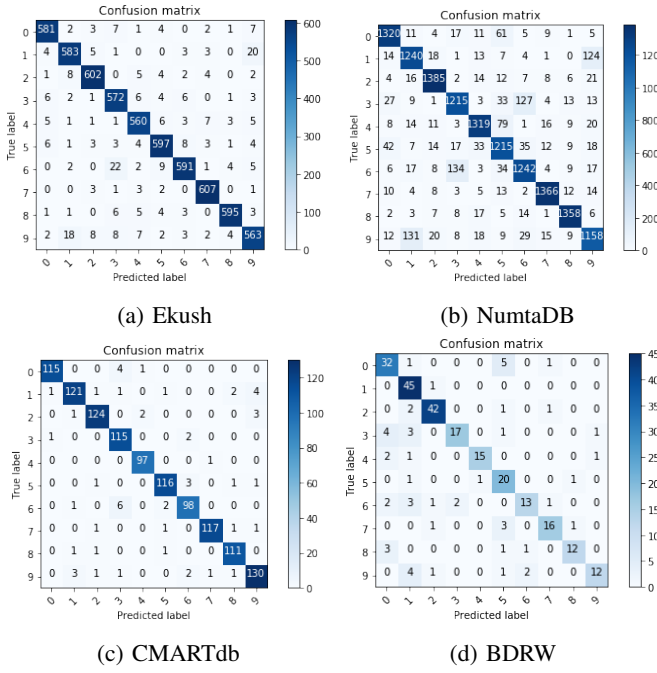 Confusion matrix
0 581 2 3 7 1 4 0 2 1 7
1 4 583 5 1 0 0 3 3 20
2 1 8 602 0 5 4 2 4 0 2
3 6 2 1 572 6 4 6 0 1 3
4 5 1 1 1 560 6 3 7 3 5
5 6 1 3 3 4 597 8 3 1 4
6 0 2 0 22 2 9 591 1 4 5
7 0 0 3 1 3 2 0 607 0 1
8 1 1 0 6 5 4 3 0 595 3
9 2 18 8 8 7 2 3 2 4 563
0 1 2 3 4 5 6 7 8 9
True label
Predicted label
600
500
400
300
200
100
0
(a) Ekush
Confusion matrix
0 1320 11 4 17 11 61 5 9 1 5
1 14 1240 18 1 13 7 4 1 0 124
2 4 16 1385 2 14 12 7 8 6 21
3 27 9 1 1215 3 33 127 4 13 13
4 8 14 11 3 1319 79 1 16 9 20
5 42 7 14 17 33 1215 35 12 9 18
6 6 17 8 134 3 34 1242 4 9 17
7 10 4 8 3 5 13 2 1366 12 14
8 2 3 7 8 17 5 14 1 1358 6
9 12 131 20 8 18 9 29 15 9 1158
0 1 2 3 4 5 6 7 8 9
True label
Predicted label
1200
1000
800
600
400
200
0
(b) NumtaDB
Confusion matrix
0 115 0 0 4 1 0 0 0 0 0
1 1 121 1 1 0 1 0 0 2 4
2 0 1 124 0 2 0 0 0 0 3
3 1 0 0 115 0 0 2 0 0 1
4 0 0 0 0 97 0 1 0 0 0
5 0 0 1 0 0 116 3 0 1 1
6 1 0 0 6 0 2 98 0 0 0
7 0 0 1 0 0 1 0 117 1 1
8 0 1 1 0 0 1 0 0 111 0
9 0 3 1 1 0 0 2 1 1 130
0 1 2 3 4 5 6 7 8 9
True label
Predicted label
120
100
80
60
40
20
0
(c) CMARTdb
Confusion matrix
0 32 1 0 0 0 5 0 1 0 0
1 0 45 1 0 0 0 0 0 0 0
2 0 2 42 0 0 0 0 0 0 1
3 4 3 0 17 0 0 0 0 0 1
4 2 1 0 0 15 0 0 0 0 1
5 0 1 0 0 1 20 0 0 1 0
6 2 3 1 2 0 0 13 1 0 0
7 0 0 1 0 0 3 0 16 1 0
8 3 0 0 0 0 1 1 0 12 0
9 0 4 1 0 0 1 2 0 0 12
0 1 2 3 4 5 6 7 8 9
True label
Predicted label
45
40
35
30
25
20
15
10
5
0
(d) BDRW